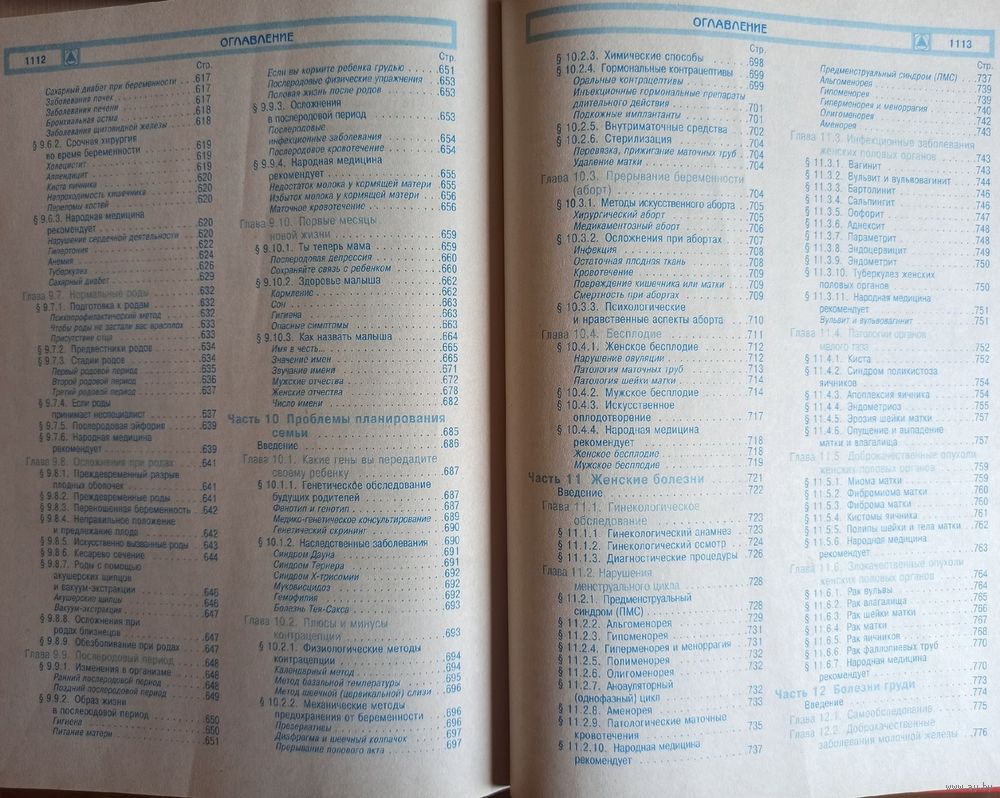 1112
ОГЛАВЛЕНИЕ
Стр.
Сахарный диабет при беременности . . .617
Заболевания почек . . .617
Заболевания печени . . .617
Бронхиальная астма . . .618
Заболевания щитовидной железы . . .618
§ 9.6.2. Срочная хирургия
во время беременности . . .619
Холецистит . . .619
Аппендицит . . .619
Киста яичника . . .620
Непроходимость кишечника . . .620
Переломы костей . . .620
§ 9.6.3. Народная медицина
рекомендует . . .620
Нарушение сердечной деятельности . . .620
Гипертония . . .622
Анемия . . .624
Туберкулез . . .626
Сахарный диабет . . .629
Глава 9.7. Нормальные роды . . .632
§ 9.7.1. Подготовка к родам . . .632
Психопрофилактический метод . . .632
Чтобы роды не застали вас врасплох . . .633
Присутствие отца . . .633
§ 9.7.2. Предвестники родов . . .634
§ 9.7.3. Стадии родов . . .634
Первый родовой период . . .635
Второй родовой период . . .636
Третий родовой период . . .637
§ 9.7.4. Если роды
принимает неспециалист . . .637
§ 9.7.5. Послеродовая эйфория . . .639
§ 9.7.6. Народная медицина
рекомендует . . .639
Глава 9.8. Осложнения при родах . . .641
§ 9.8.1. Преждевременный разрыв
плодных оболочек . . .641
§ 9.8.2. Преждевременные роды . . .641
§ 9.8.3. Переношенная беременность . . .642
§ 9.8.4. Неправильное положение
и предлежание плода . . .642
§ 9.8.5. Искусственно вызванные роды . . .643
§ 9.8.6. Кесарево сечение . . .644
§ 9.8.7. Роды с помощью
акушерских щипцов
и вакуум-экстракции . . .646
Акушерские щипцы . . .646
Вакуум-экстракция . . .647
§ 9.8.8. Осложнения при
родах близнецов . . .647
§ 9.8.9. Обезболивание при родах . . .647
Глава 9.9. Послеродовый период . . .648
§ 9.9.1. Изменения в организме . . .648
Ранний послеродовой период . . .648
Поздний послеродовой период . . .649
§ 9.9.2. Образ жизни
в послеродовой период . . .650
Гигиена . . .650
Питание матери . . .651
Стр.
Если вы кормите ребенка грудью . . .651
Послеродовые физические упражнения . . .653
Половая жизнь после родов . . .653
§ 9.9.3. Осложнения
в послеродовой период . . .653
Послеродовые
инфекционные заболевания . . .654
Послеродовое кровотечение . . .654
§ 9.9.4. Народная медицина
рекомендует . . .655
Недостаток молока у кормящей матери . . .655
Избыток молока у кормящей матери . . .656
Маточное кровотечение . . .656
Глава 9.10. Первые месяцы
новой жизни . . .659
§ 9.10.1. Ты теперь мама . . .659
Послеродовая депрессия . . .660
Сохраняйте связь с ребенком . . .660
§ 9.10.2. Здоровье малыша . . .662
Кормление . . .662
Сон . . .663
Гигиена . . .663
Опасные симптомы . . .663
§ 9.10.3. Как назвать малыша . . .664
Имя в честь... . . .665
Значение имен . . .665
Звучание имени . . .671
Мужские отчества . . .672
Женские отчества . . .678
Число имени . . .682
Часть 10 Проблемы планирования
семьи . . .685
Введение . . .686
Глава 10.1. Какие гены вы передадите
своему ребенку . . .687
§ 10.1.1. Генетическое обследование
будущих родителей . . .687
Фенотип и генотип . . .687
Медико-генетическое консультирование . . .689
Генетический скрининг . . .690
§ 10.1.2. Наследственные заболевания . . .690
Синдром Дауна . . .691
Синдром Тернера . . .691
Синдром Х-трисомии . . .692
Муковисцидоз . . .692
Гемофилия . . .692
Болезнь Тея-Сакса . . .693
Глава 10.2. Плюсы и минусы
контрацепции . . .693
§ 10.2.1. Физиологические методы
контрацепции . . .694
Календарный метод . . .694
Метод базальной температуры . . .695
Метод шеечной (цервикальной) слизи . . .696
§ 10.2.2. Механические методы
предохранения от беременности . . .696
Презервативы . . .696
Диафрагма и шеечный колпачок . . .697
Прерывание полового акта . . .697
ОГЛАВЛЕНИЕ
1113
Стр.
§ 10.2.3. Химические способы . . .698
§ 10.2.4. Гормональные контрацептивы . . .699
Оральные контрацептивы . . .699
Инъекционные гормональные препараты
длительного действия . . .701
Подкожные имплантанты . . .701
§ 10.2.5. Внутриматочные средства . . .702
§ 10.2.6. Стерилизация . . .704
Перевязка, прижигание маточных труб . . .704
Удаление матки . . .704
Глава 10.3. Прерывание беременности
(аборт) . . .704
§ 10.3.1. Методы искусственного аборта . . .705
Хирургический аборт . . .705
Медикаментозный аборт . . .706
§ 10.3.2. Осложнения при абортах . . .707
Инфекция . . .708
Остаточная плодная ткань . . .708
Кровотечение . . .709
Повреждение кишечника или матки . . .709
Смертность при абортах . . .709
§ 10.3.3. Психологические
и нравственные аспекты аборта . . .710
Глава 10.4. Бесплодие . . .711
§ 10.4.1. Женское бесплодие . . .712
Нарушение овуляции . . .712
Патология маточных труб . . .713
Патология шейки матки . . .714
§ 10.4.2. Мужское бесплодие . . .714
§ 10.4.3. Искусственное
оплодотворение . . .717
§ 10.4.4. Народная медицина
рекомендует . . .718
Женское бесплодие . . .718
Мужское бесплодие . . .719
Часть 11 Женские болезни . . .721
Введение . . .722
Глава 11.1. Гинекологическое
обследование . . .723
§ 11.1.1 Гинекологический анамнез . . .723
§ 11.1.2. Гинекологический осмотр . . .724
§ 11.1.3. Диагностические процедуры . . .726
Глава 11.2. Нарушения
менструального цикла . . .728
§ 11.2.1. Предменструальный
синдром (ПМС) . . .728
§ 11.2.2. Альгоменорея . . .729
§ 11.2.3. Гипоменорея . . .731
§ 11.2.4. Гиперменорея и меноррагия . . .731
§ 11.2.5. Полименорея . . .732
§ 11.2.6. Олигоменорея . . .732
§ 11.2.7. Ановуляторный
(однофазный) цикл . . .732
§ 11.2.8. Аменорея . . .733
§ 11.2.9. Патологические маточные
кровотечения . . .735
§ 11.2.10. Народная медицина
рекомендует . . .737
Предменструальный синдром (ПМС) . . .737
Альгоменорея . . .739
Гипоменорея . . .739
Гиперменорея и меноррагия . . .740
Олигоменорея . . .742
Аменорея . . .742
Глава 11.3. Инфекционные заболевания
женских половых органов . . .743
§ 11.3.1. Вагинит . . .743
§ 11.3.2. Вульвит и вульвовагинит . . .744
§ 11.3.3. Бартолинит . . .746
§ 11.3.4. Сальпингит . . .746
§ 11.3.5. Оофорит . . .747
§ 11.3.6. Аднексит . . .748
§ 11.3.7. Параметрит . . .748
§ 11.3.8. Эндоцервицит . . .749
§ 11.3.9. Эндометрит . . .750
§ 11.3.10. Туберкулез женских
половых органов . . .750
§ 11.3.11. Народная медицина
рекомендует . . .751
Вульвит и вульвовагинит . . .751
Глава 11.4. Патологии органов
малого таза . . .752
§ 11.4.1. Киста . . .752
§ 11.4.2. Синдром поликистоза
яичников . . .754
§ 11.4.3. Апоплексия яичника . . .754
§ 11.4.4. Эндометриоз . . .755
§ 11.4.5. Эрозия шейки матки . . .757
§ 11.4.6. Опущение и выпадение
матки и влагалища . . .757
Глава 11.5. Доброкачественные опухоли
женских половых органов . . .759
§ 11.5.1. Миома матки . . .759
§ 11.5.2. Фибромиома матки . . .760
§ 11.5.3. Фиброма матки . . .760
§ 11.5.4. Кистомы яичника . . .761
§ 11.5.5. Полипы шейки и тела матки . . .762
§ 11.5.6. Народная медицина
рекомендует . . .763
Глава 11.6. Злокачественные опухоли
женских половых органов . . .764
§ 11.6.1. Рак вульвы . . .764
§ 11.6.2. Рак влагалища . . .765
§ 11.6.3. Рак шейки матки . . .766
§ 11.6.4 Рак матки . . .767
§ 11.6.5. Рак яичников . . .768
§ 11.6.6 Рак фаллопиевых труб . . .770
§ 11.6.7. Народная медицина
рекомендует . . .770
Часть 12 Болезни груди . . .773
Введение . . .774
Глава 12.1. Самообследование . . .775
Глава 12.2. Доброкачественные
заболевания молочной железы . . .776
www.ay.by